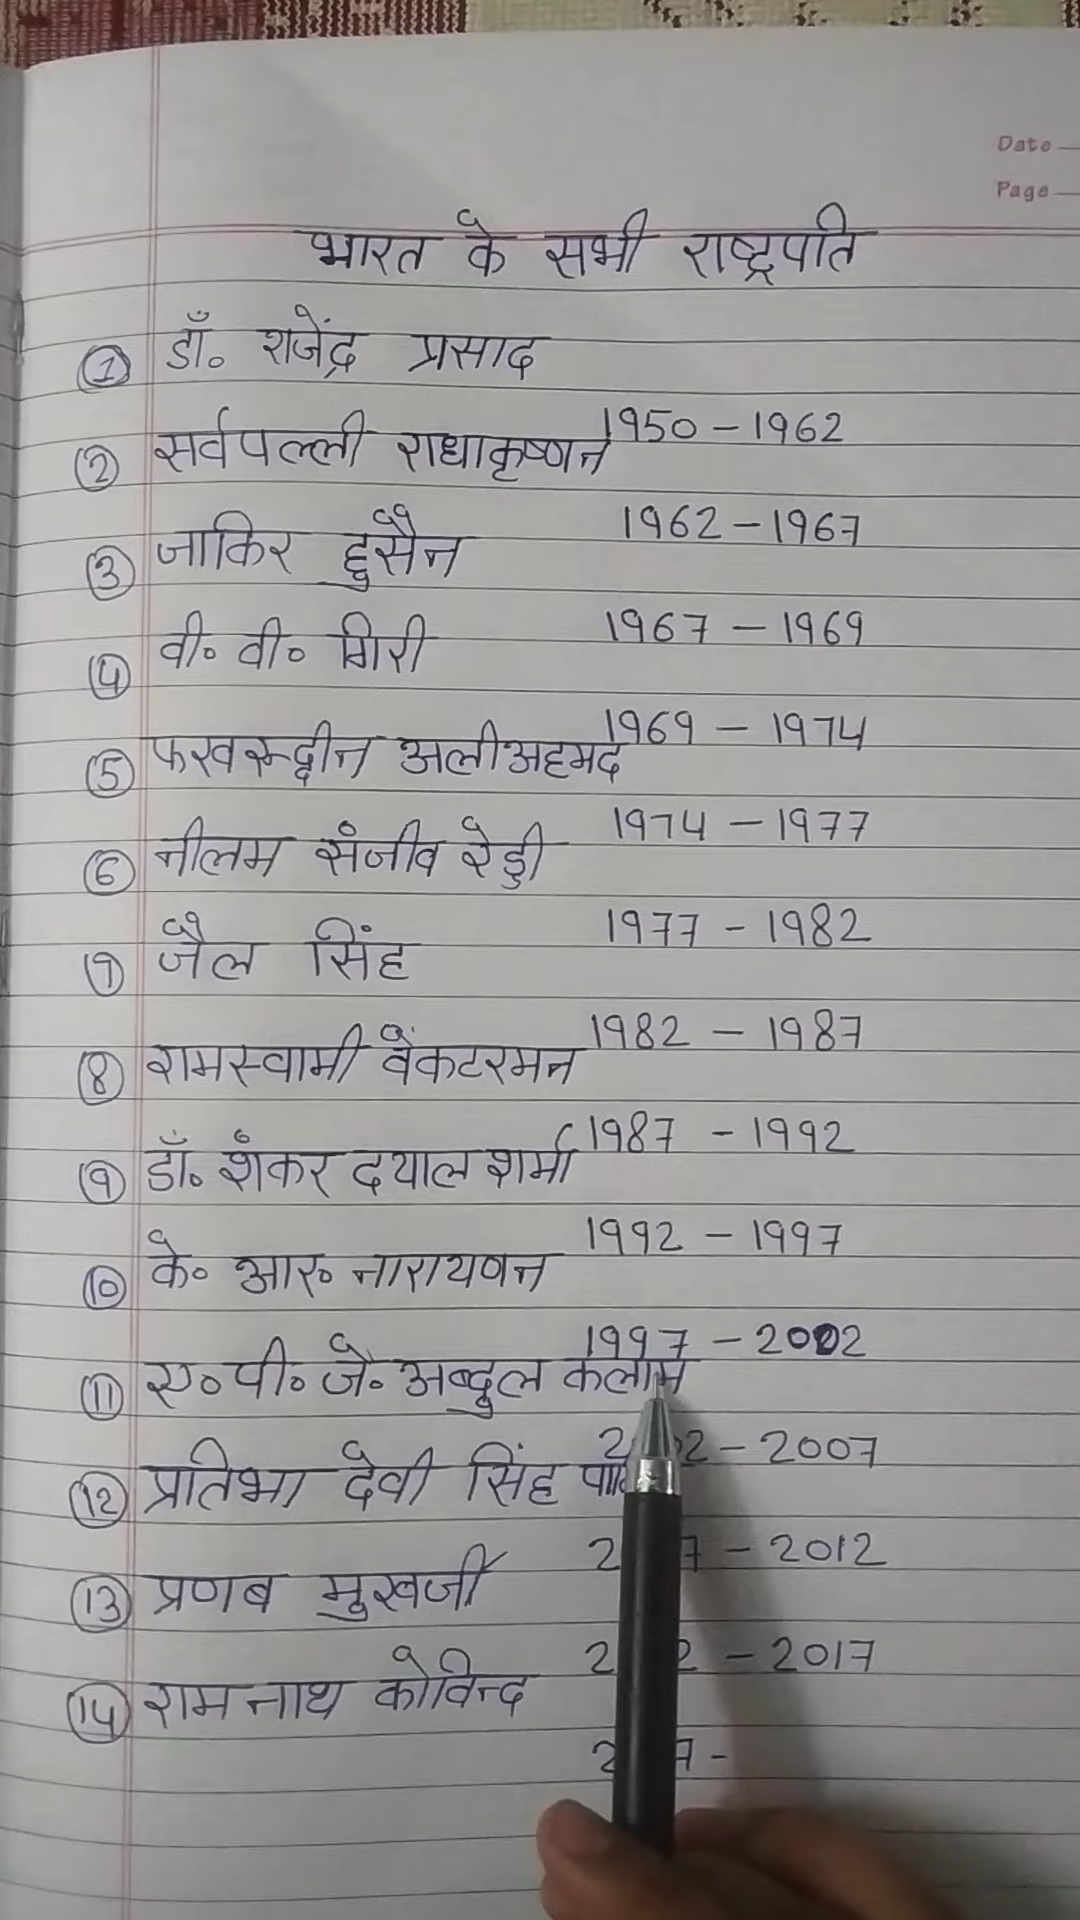 Date
Page
भारत के सभी राष्ट्रपति
① डॉ॰ राजेंद्र प्रसाद
1950 - 1962
② सर्वपल्ली राधाकृष्णन
1962 - 1967
③ जाकिर हुसैन
1967 - 1969
④ वी॰ वी॰ गिरी
1969 - 1974
⑤ फखरूद्दीन अली अहमद
1974 - 1977
⑥ नीलम संजीव रेड्डी
1977 - 1982
⑦ जैल सिंह
1982 - 1987
⑧ रामस्वामी वेंकटरमन
1987 - 1992
⑨ डॉ॰ शंकर दयाल शर्मा
1992 - 1997
⑩ के॰ आर॰ नारायणन
1997 - 2002
⑪ ए॰ पी॰ जे॰ अब्दुल कलाम
- 2007
⑫ प्रतिभा देवी सिंह
- 2012
⑬ प्रणब मुखर्जी
- 2017
⑭ रामनाथ कोविन्द
-